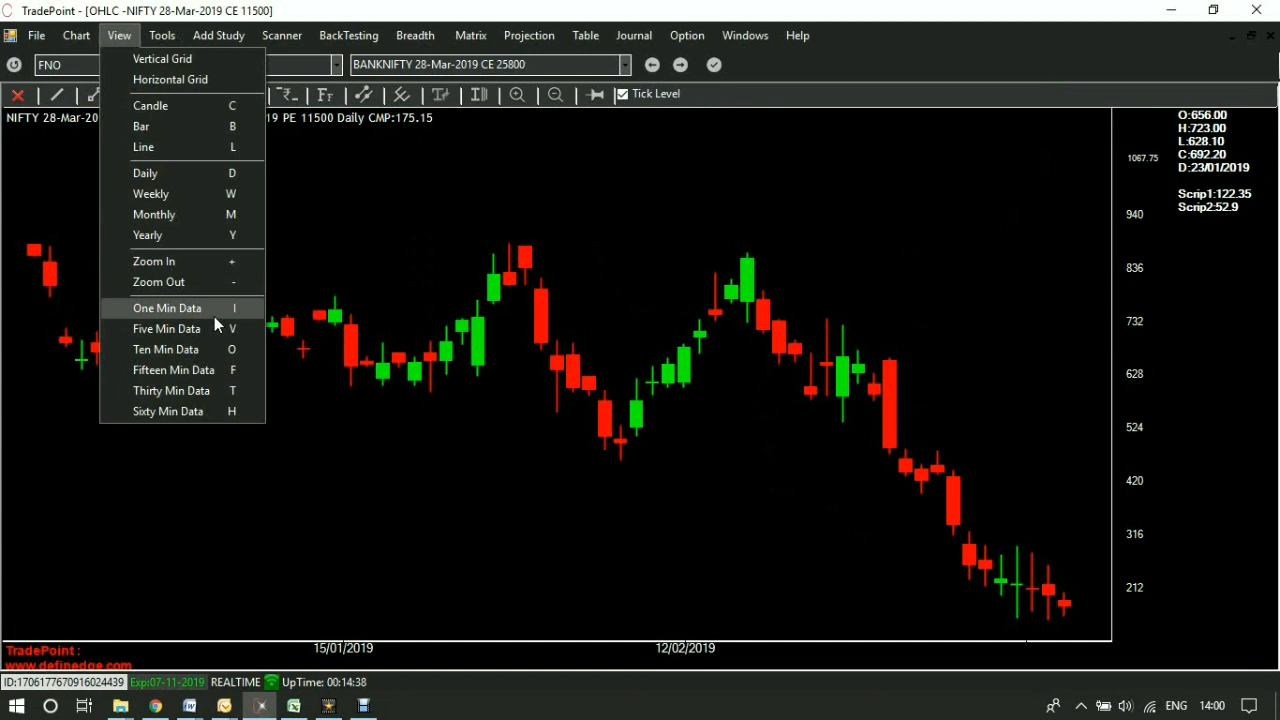 TradePoint - [OHLC -NIFTY 28-Mar-2019 CE 11500]
File Chart View Tools Add Study Scanner BackTesting Breadth Matrix Projection Table Journal Option Windows Help
FNO
BANKNIFTY 28-Mar-2019 CE 25800
Tick Level
NIFTY 28-Mar-20
19 PE 11500 Daily CMP:175.15
Vertical Grid
Horizontal Grid
Candle C
Bar B
Line L
Daily D
Weekly W
Monthly M
Yearly Y
Zoom In +
Zoom Out -
One Min Data I
Five Min Data V
Ten Min Data O
Fifteen Min Data F
Thirty Min Data T
Sixty Min Data H
O:656.00
H:723.00
L:628.10
C:692.20
D:23/01/2019
Scrip1:122.35
Scrip2:52.9
1067.75
940
836
732
628
524
420
316
212
15/01/2019 12/02/2019
TradePoint :
www.definedge.com
ID:1706177670916024439 Exp:07-11-2019 REALTIME UpTime: 00:14:38
ENG 14:00